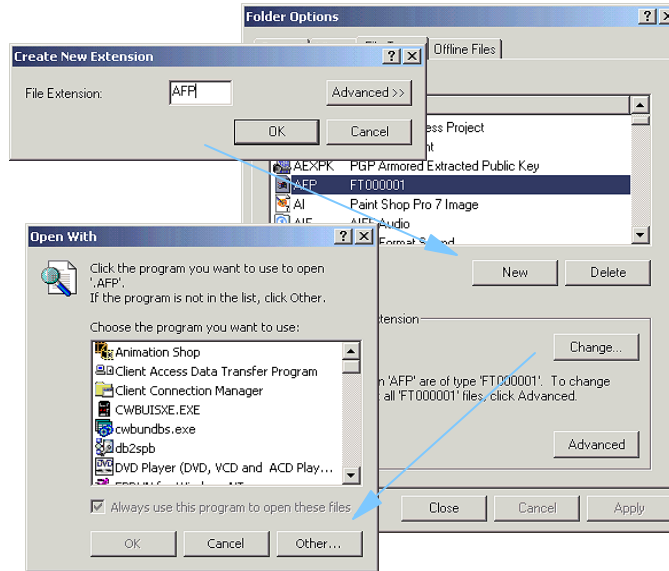 Folder Options
Offline Files
Create New Extension
File Extension:
AFP
Advanced >>
OK
Cancel
ess Project
AEXPK PGP Armored Extracted Public Key
AFP FT000001
AI Paint Shop Pro 7 Image
Audio
Format Sound
New
Delete
tension
Change...
'AFP' are of type 'FT000001'. To change
all 'FT000001' files, click Advanced.
Advanced
Close
Cancel
Apply
Open With
Click the program you want to use to open
'.AFP'.
If the program is not in the list, click Other.
Choose the program you want to use:
Animation Shop
Client Access Data Transfer Program
Client Connection Manager
CWBUISXE.EXE
cwbundbs.exe
db2spb
DVD Player (DVD, VCD and ACD Play...
Always use this program to open these files
OK
Cancel
Other...